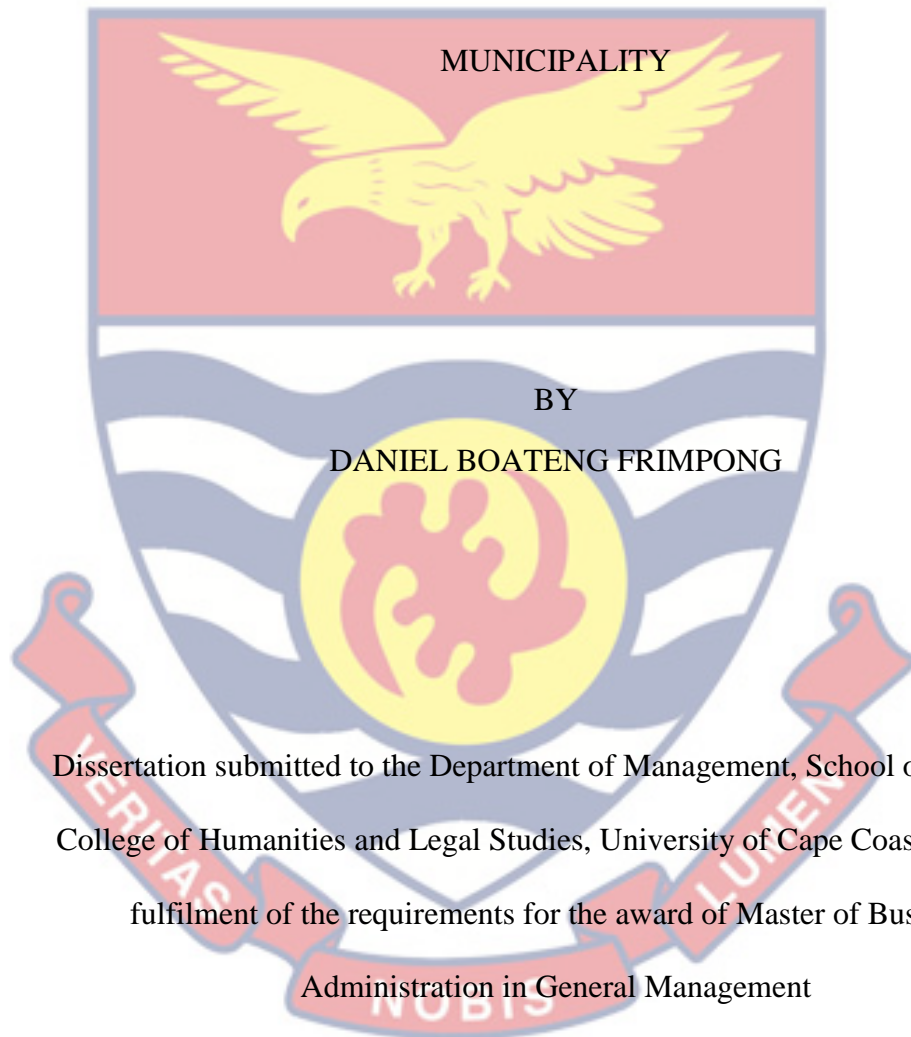 MUNICIPALITY
BY
DANIEL BOATENG FRIMPONG
Dissertation submitted to the Department of Management, School o
College of Humanities and Legal Studies, University of Cape Coas
fulfilment of the requirements for the award of Master of Bus
Administration in General Management
VERITAS
NOBIS
LUMEN